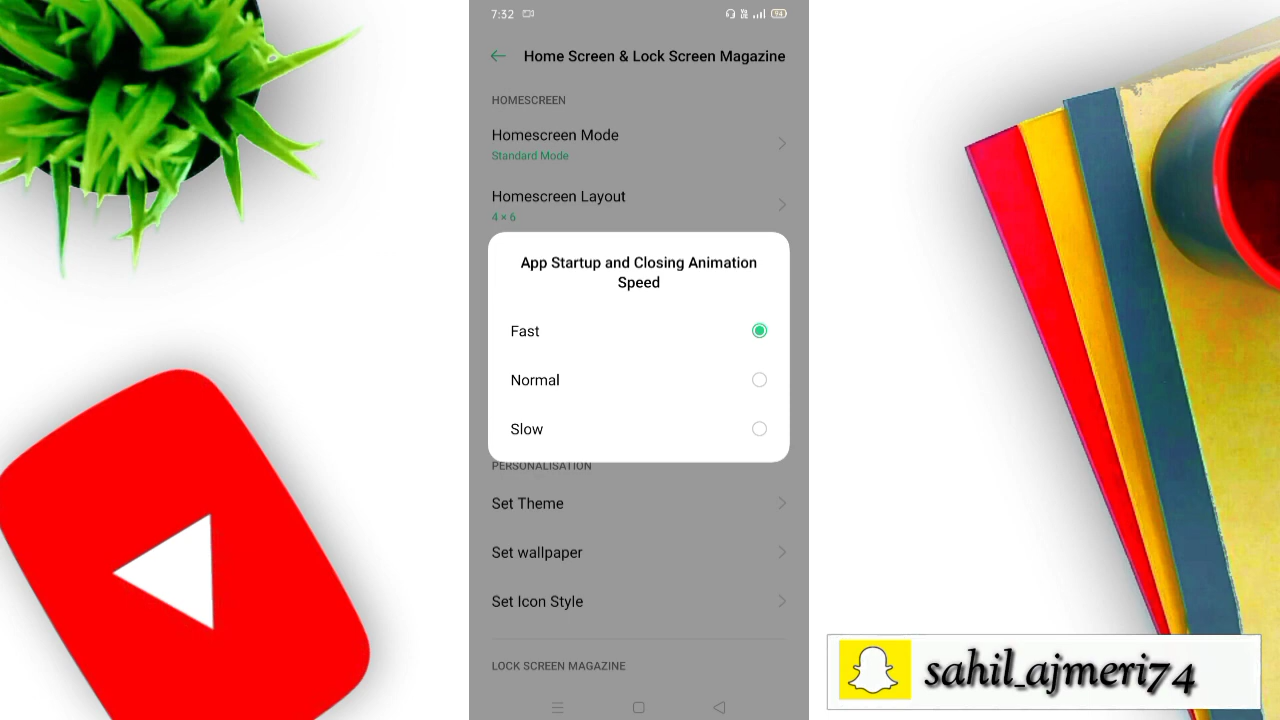 7:32
94
Home Screen & Lock Screen Magazine
HOMESCREEN
Homescreen Mode
Standard Mode
Homescreen Layout
4 × 6
App Startup and Closing Animation
Speed
Fast
Normal
Slow
PERSONALISATION
Set Theme
Set wallpaper
Set Icon Style
LOCK SCREEN MAGAZINE
sahil_ajmeri74